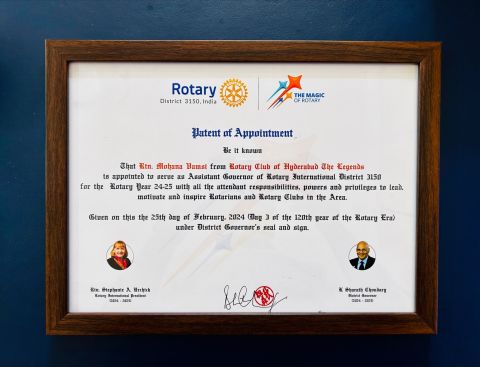 Rotary
District 3150, India
THE MAGIC
OF ROTARY
Patent of Appointment
Be it known
That Rtn. Mohana Vamsi from Rotary Club of Hyderabad The Legends
is appointed to serve as Assistant Governor of Rotary International District 3150
for the Rotary Year 24-25 with all the attendant responsibilities, powers and privileges to lead,
motivate and inspire Rotarians and Rotary Clubs in the Area.
Given on this the 25th day of February, 2024 (Day 3 of the 120th year of the Rotary Era)
under District Governor's seal and sign.
Rtn. Stephanie A. Urchick
Rotary International President
(2024 - 2025)
K Sharath Choudary
District Governor
(2024 - 2025)